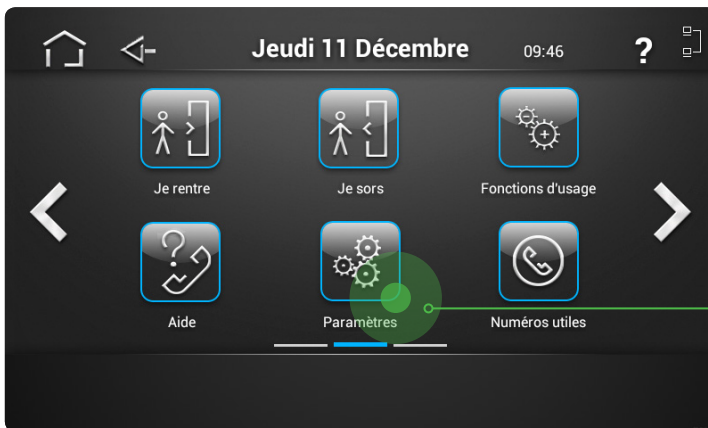 Jeudi 11 Décembre 09:46 ?
Je rentre Je sors Fonctions d'usage
Aide Paramètres Numéros utiles